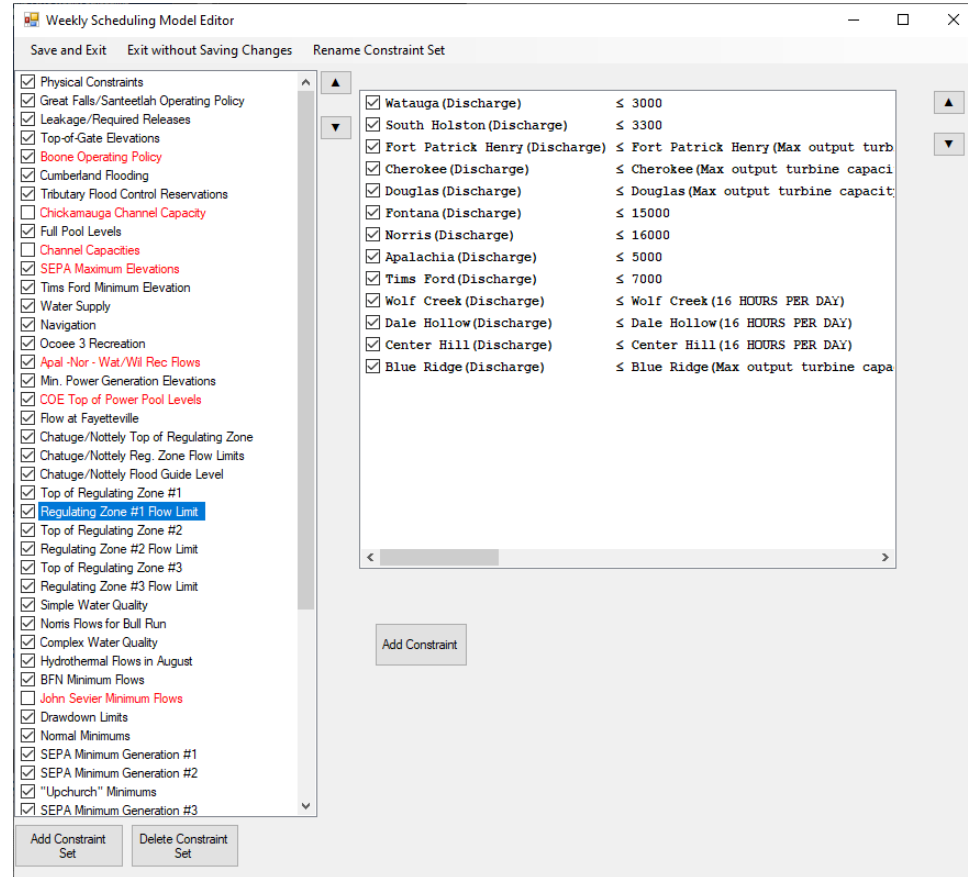 Weekly Scheduling Model Editor
Save and Exit Exit without Saving Changes Rename Constraint Set
Physical Constraints
Great Falls/Santeetlah Operating Policy
Leakage/Required Releases
Top-of-Gate Elevations
Boone Operating Policy
Cumberland Flooding
Tributary Flood Control Reservations
Chickamauga Channel Capacity
Full Pool Levels
Channel Capacities
SEPA Maximum Elevations
Tims Ford Minimum Elevation
Water Supply
Navigation
Ocoee 3 Recreation
Apal -Nor - Wat/Wil Rec Flows
Min. Power Generation Elevations
COE Top of Power Pool Levels
Flow at Fayetteville
Chatuge/Nottely Top of Regulating Zone
Chatuge/Nottely Reg. Zone Flow Limits
Chatuge/Nottely Flood Guide Level
Top of Regulating Zone #1
Regulating Zone #1 Flow Limit
Top of Regulating Zone #2
Regulating Zone #2 Flow Limit
Top of Regulating Zone #3
Regulating Zone #3 Flow Limit
Simple Water Quality
Norris Flows for Bull Run
Complex Water Quality
Hydrothermal Flows in August
BFN Minimum Flows
John Sevier Minimum Flows
Drawdown Limits
Normal Minimums
SEPA Minimum Generation #1
SEPA Minimum Generation #2
"Upchurch" Minimums
SEPA Minimum Generation #3
Add Constraint Set
Delete Constraint Set
Watauga(Discharge) ≤ 3000
South Holston(Discharge) ≤ 3300
Fort Patrick Henry(Discharge) ≤ Fort Patrick Henry(Max output turb
Cherokee(Discharge) ≤ Cherokee(Max output turbine capaci
Douglas(Discharge) ≤ Douglas(Max output turbine capacit
Fontana(Discharge) ≤ 15000
Norris(Discharge) ≤ 16000
Apalachia(Discharge) ≤ 5000
Tims Ford(Discharge) ≤ 7000
Wolf Creek(Discharge) ≤ Wolf Creek(16 HOURS PER DAY)
Dale Hollow(Discharge) ≤ Dale Hollow(16 HOURS PER DAY)
Center Hill(Discharge) ≤ Center Hill(16 HOURS PER DAY)
Blue Ridge(Discharge) ≤ Blue Ridge(Max output turbine capa
Add Constraint